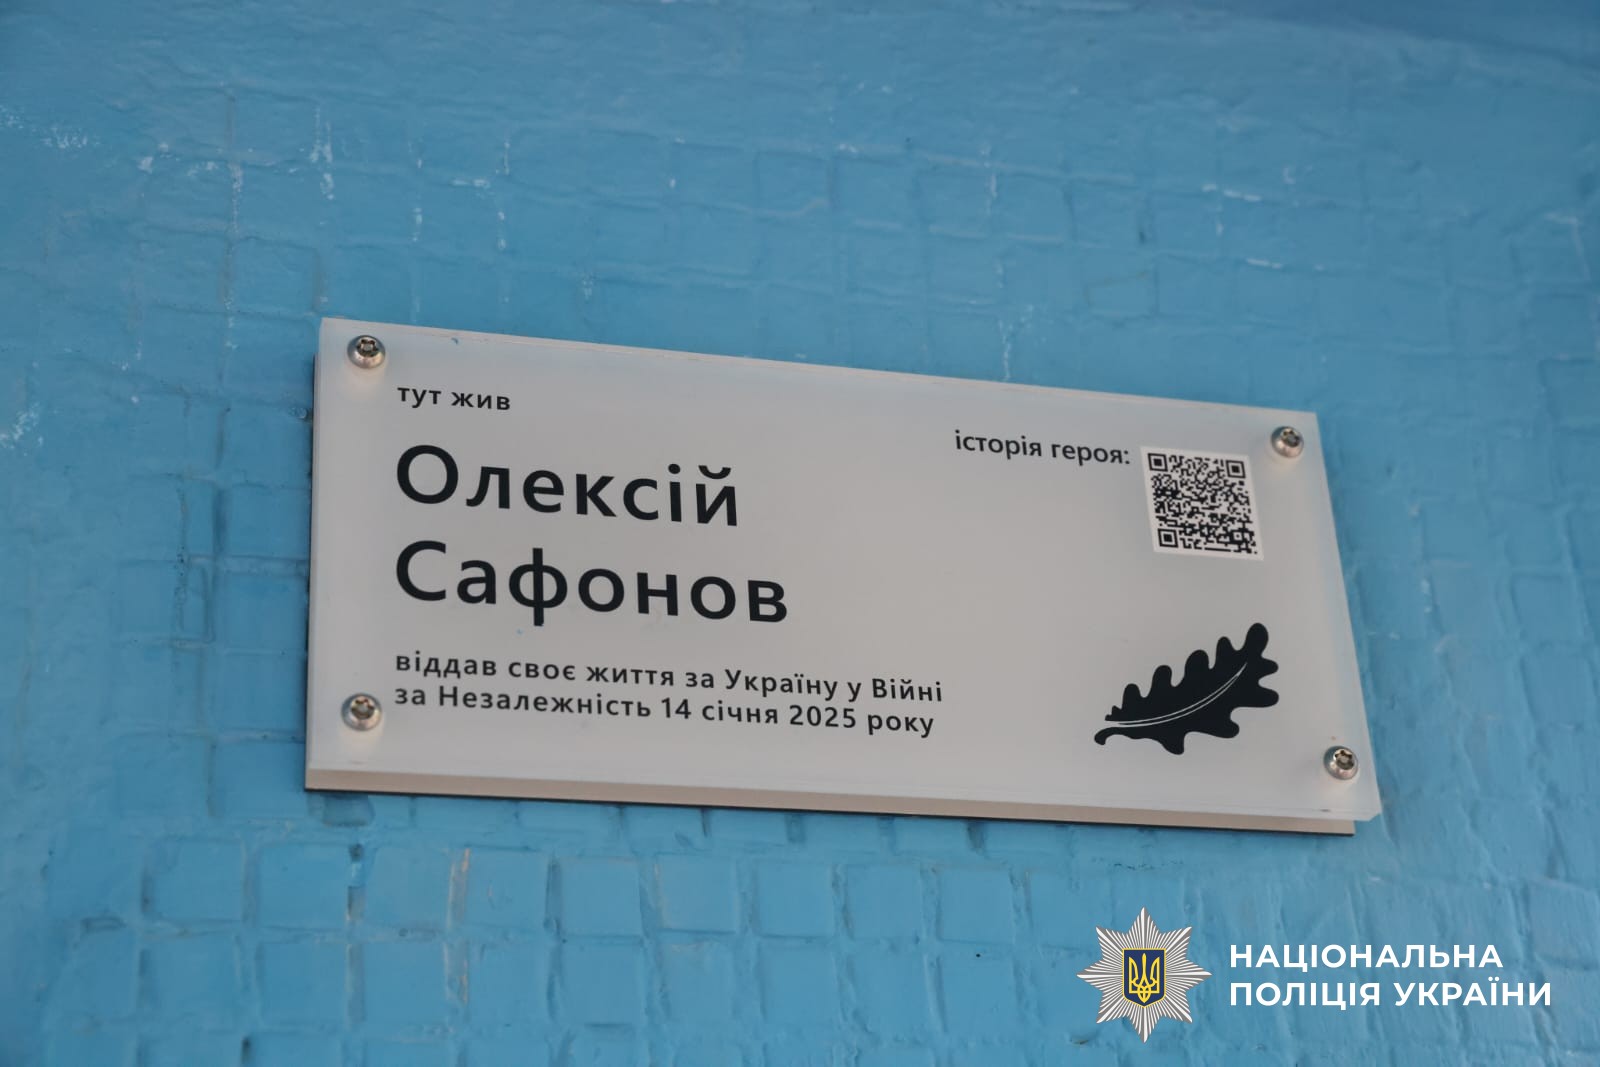 тут жив
Олексій
Сафонов
віддав своє життя за Україну у Війні
за Незалежність 14 січня 2025 року
історія героя:
НАЦІОНАЛЬНА
ПОЛІЦІЯ УКРАЇНИ